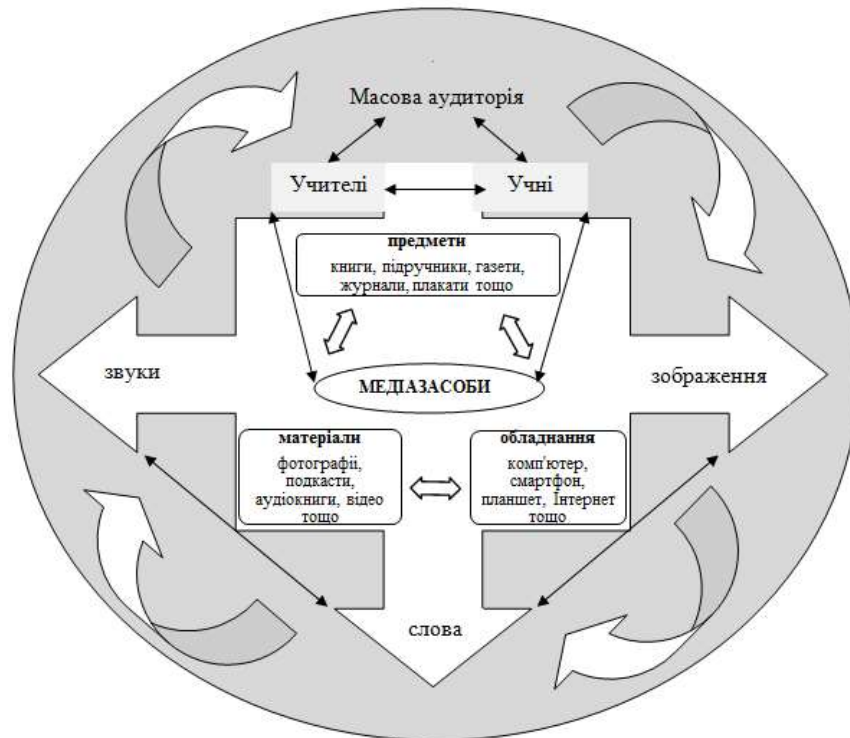 Масова аудиторія
Учителі
Учні
предмети
книги, підручники, газети,
журнали, плакати тощо
звуки
МЕДІАЗАСОБИ
зображення
матеріали
фотографії,
подкасти,
аудіокниги, відео
тощо
обладнання
комп'ютер,
смартфон,
планшет, Інтернет
тощо
слова